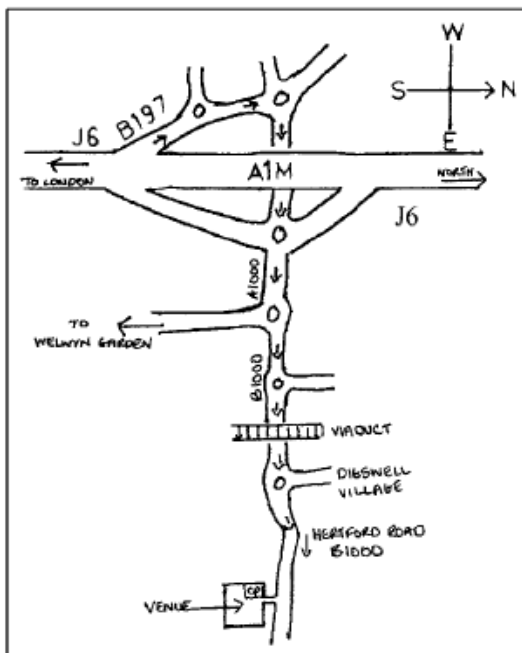 W
S N
E
J6 B197
A1M
TO LONDON
NORTH
J6
A1000
TO
WELWYN GARDEN
B1000
VIADUCT
DIGSWELL
VILLAGE
HERTFORD ROAD
B1000
CP
VENUE